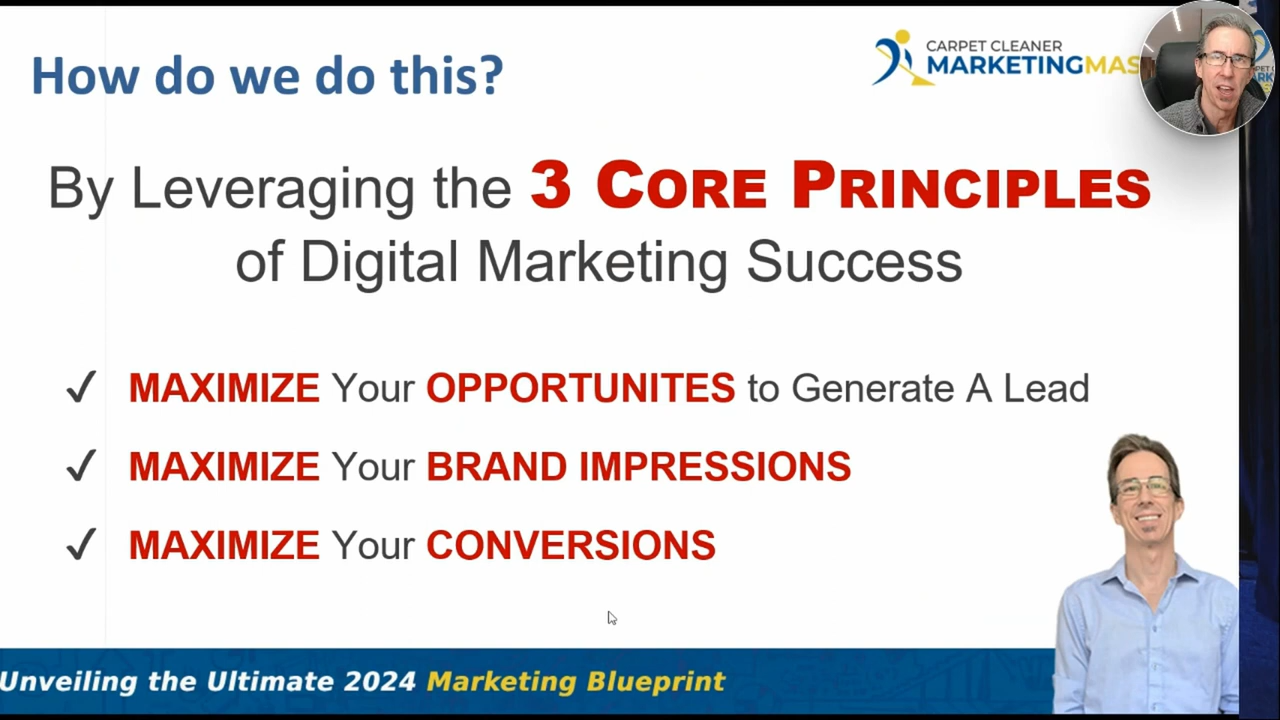 How do we do this?
CARPET CLEANER
MARKETINGMAS
By Leveraging the 3 CORE PRINCIPLES
of Digital Marketing Success
✓ MAXIMIZE Your OPPORTUNITES to Generate A Lead
✓ MAXIMIZE Your BRAND IMPRESSIONS
✓ MAXIMIZE Your CONVERSIONS
Unveiling the Ultimate 2024 Marketing Blueprint